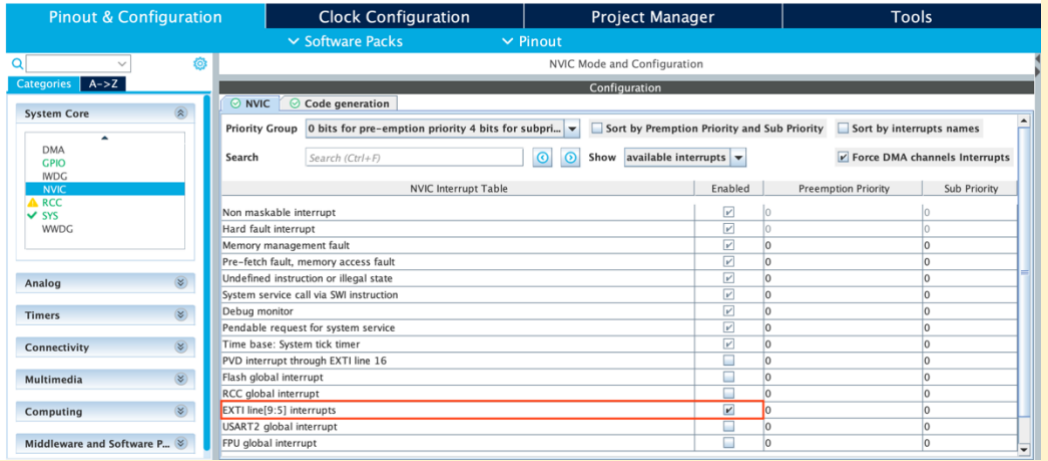 Pinout & Configuration Clock Configuration Project Manager Tools
Software Packs Pinout
NVIC Mode and Configuration
Categories A->Z
Configuration
System Core
NVIC Code generation
Priority Group 0 bits for pre-emption priority 4 bits for subpri... Sort by Premption Priority and Sub Priority Sort by interrupts names
Search Search (Ctrl+F) Show available interrupts Force DMA channels Interrupts
DMA
GPIO
IWDG
NVIC
RCC
SYS
WWDG
Analog
Timers
Connectivity
Multimedia
Computing
Middleware and Software P...
NVIC Interrupt Table Enabled Preemption Priority Sub Priority
Non maskable interrupt 0 0
Hard fault interrupt 0 0
Memory management fault 0 0
Pre-fetch fault, memory access fault 0 0
Undefined instruction or illegal state 0 0
System service call via SWI instruction 0 0
Debug monitor 0 0
Pendable request for system service 0 0
Time base: System tick timer 0 0
PVD interrupt through EXTI line 16 0 0
Flash global interrupt 0 0
RCC global interrupt 0 0
EXTI line[9:5] interrupts 0 0
USART2 global interrupt 0 0
FPU global interrupt 0 0